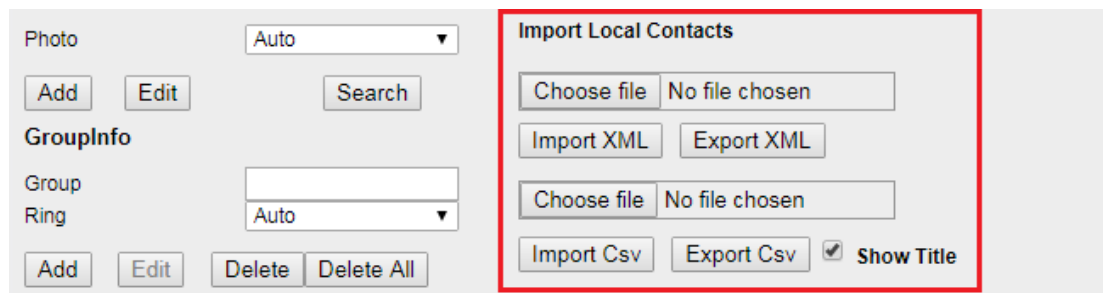 Photo Auto
Add Edit Search
GroupInfo
Group
Ring Auto
Add Edit Delete Delete All
Import Local Contacts
Choose file No file chosen
Import XML Export XML
Choose file No file chosen
Import Csv Export Csv Show Title